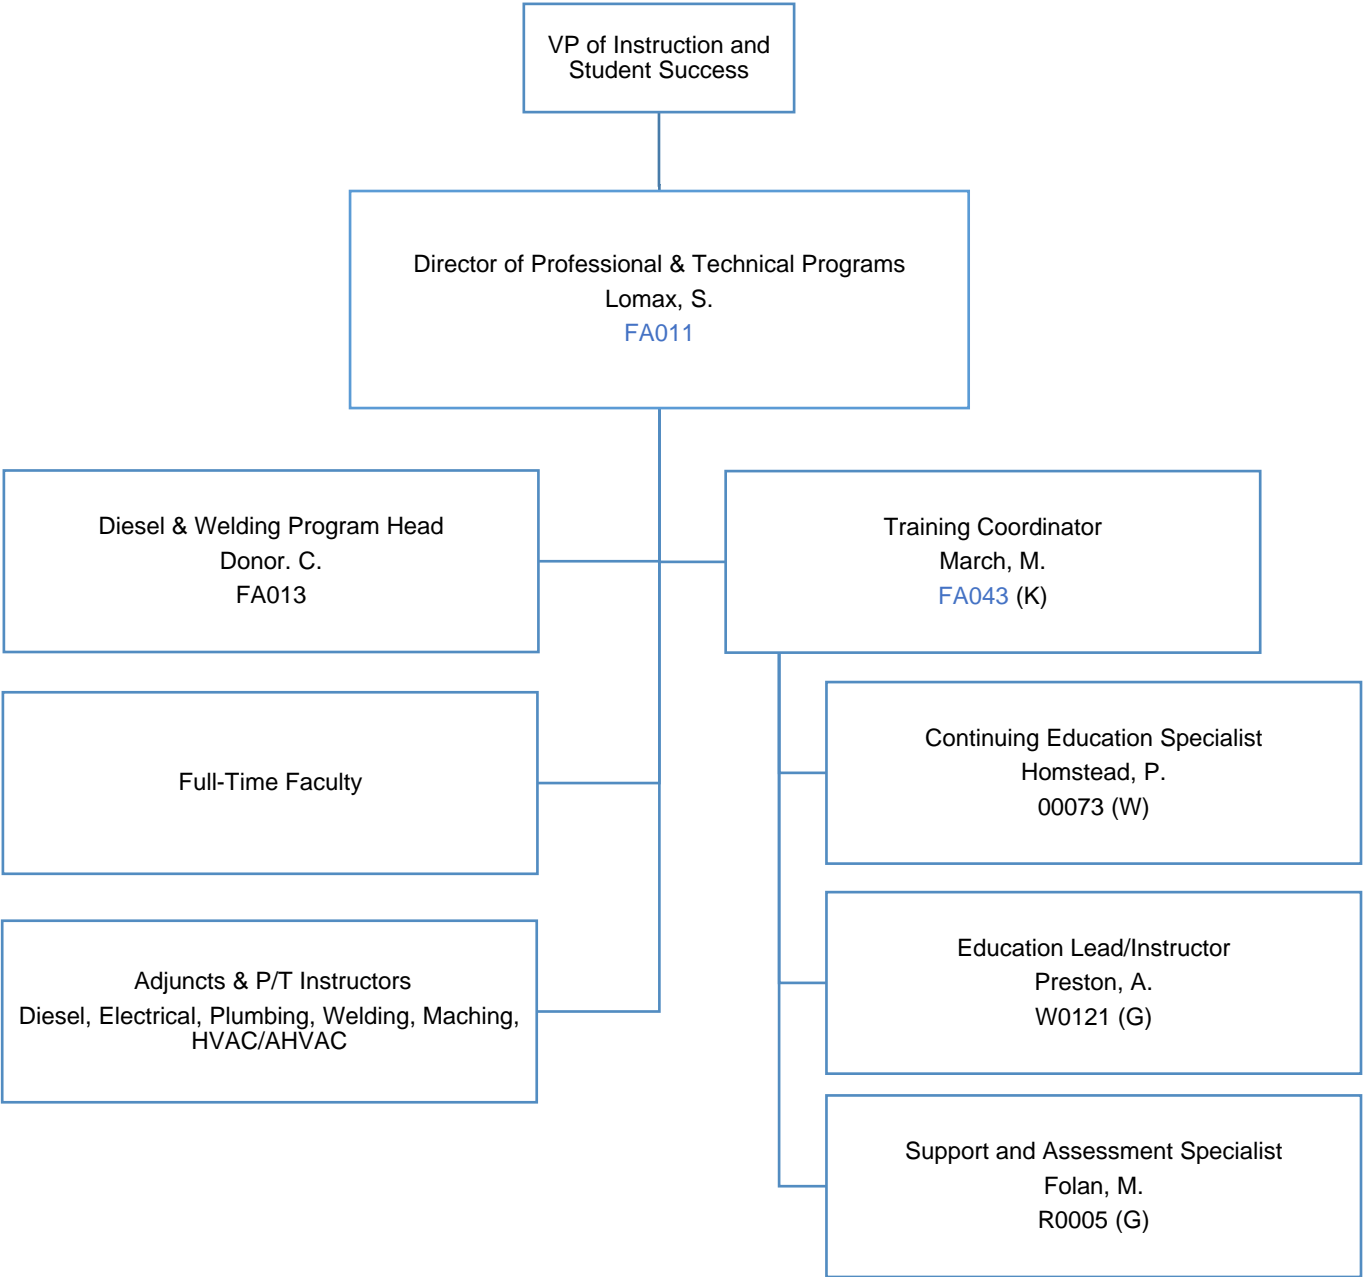 VP of Instruction and
Student Success
Director of Professional & Technical Programs
Lomax, S.
FA011
Diesel & Welding Program Head
Donor. C.
FA013
Training Coordinator
March, M.
FA043 (K)
Full-Time Faculty
Continuing Education Specialist
Homstead, P.
00073 (W)
Adjuncts & P/T Instructors
Diesel, Electrical, Plumbing, Welding, Maching,
HVAC/AHVAC
Education Lead/Instructor
Preston, A.
W0121 (G)
Support and Assessment Specialist
Folan, M.
R0005 (G)